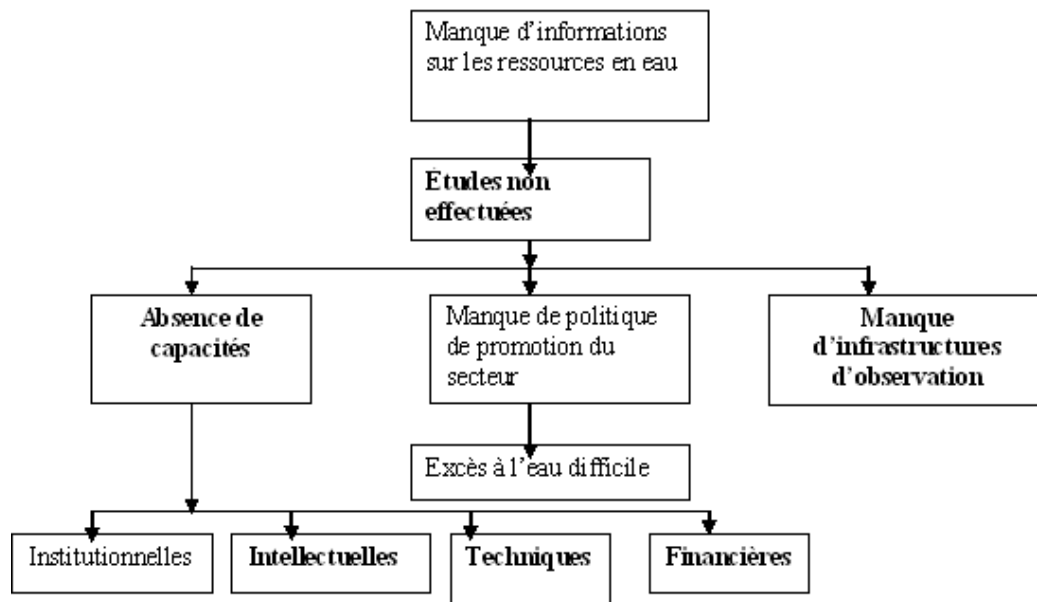 Manque d'informations
sur les ressources en eau
Études non
effectuées
Absence de
capacités
Manque de politique
de promotion du
secteur
Manque
d'infrastructures
d'observation
Excès à l'eau difficile
Institutionnelles
Intellectuelles
Techniques
Financières